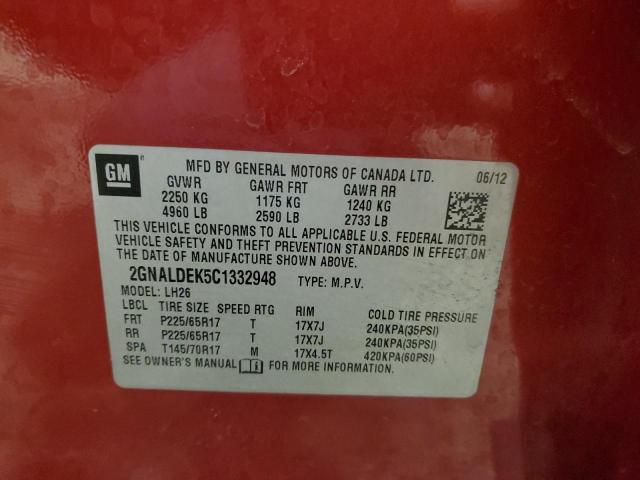 GM
MFD BY GENERAL MOTORS OF CANADA LTD. 06/12
GVWR GAWR FRT GAWR RR
2250 KG 1175 KG 1240 KG
4960 LB 2590 LB 2733 LB
THIS VEHICLE CONFORMS TO ALL APPLICABLE U.S. FEDERAL MOTOR
VEHICLE SAFETY AND THEFT PREVENTION STANDARDS IN EFFECT ON
THE DATE OF MANUFACTURE SHOWN ABOVE.
2GNALDEK5C1332948 TYPE: M.P.V.
MODEL: LH26
LBCL TIRE SIZE SPEED RTG RIM COLD TIRE PRESSURE
FRT P225/65R17 T 17X7J 240KPA(35PSI)
RR P225/65R17 T 17X7J 240KPA(35PSI)
SPA T145/70R17 M 17X4.5T 420KPA(60PSI)
SEE OWNER'S MANUAL FOR MORE INFORMATION.